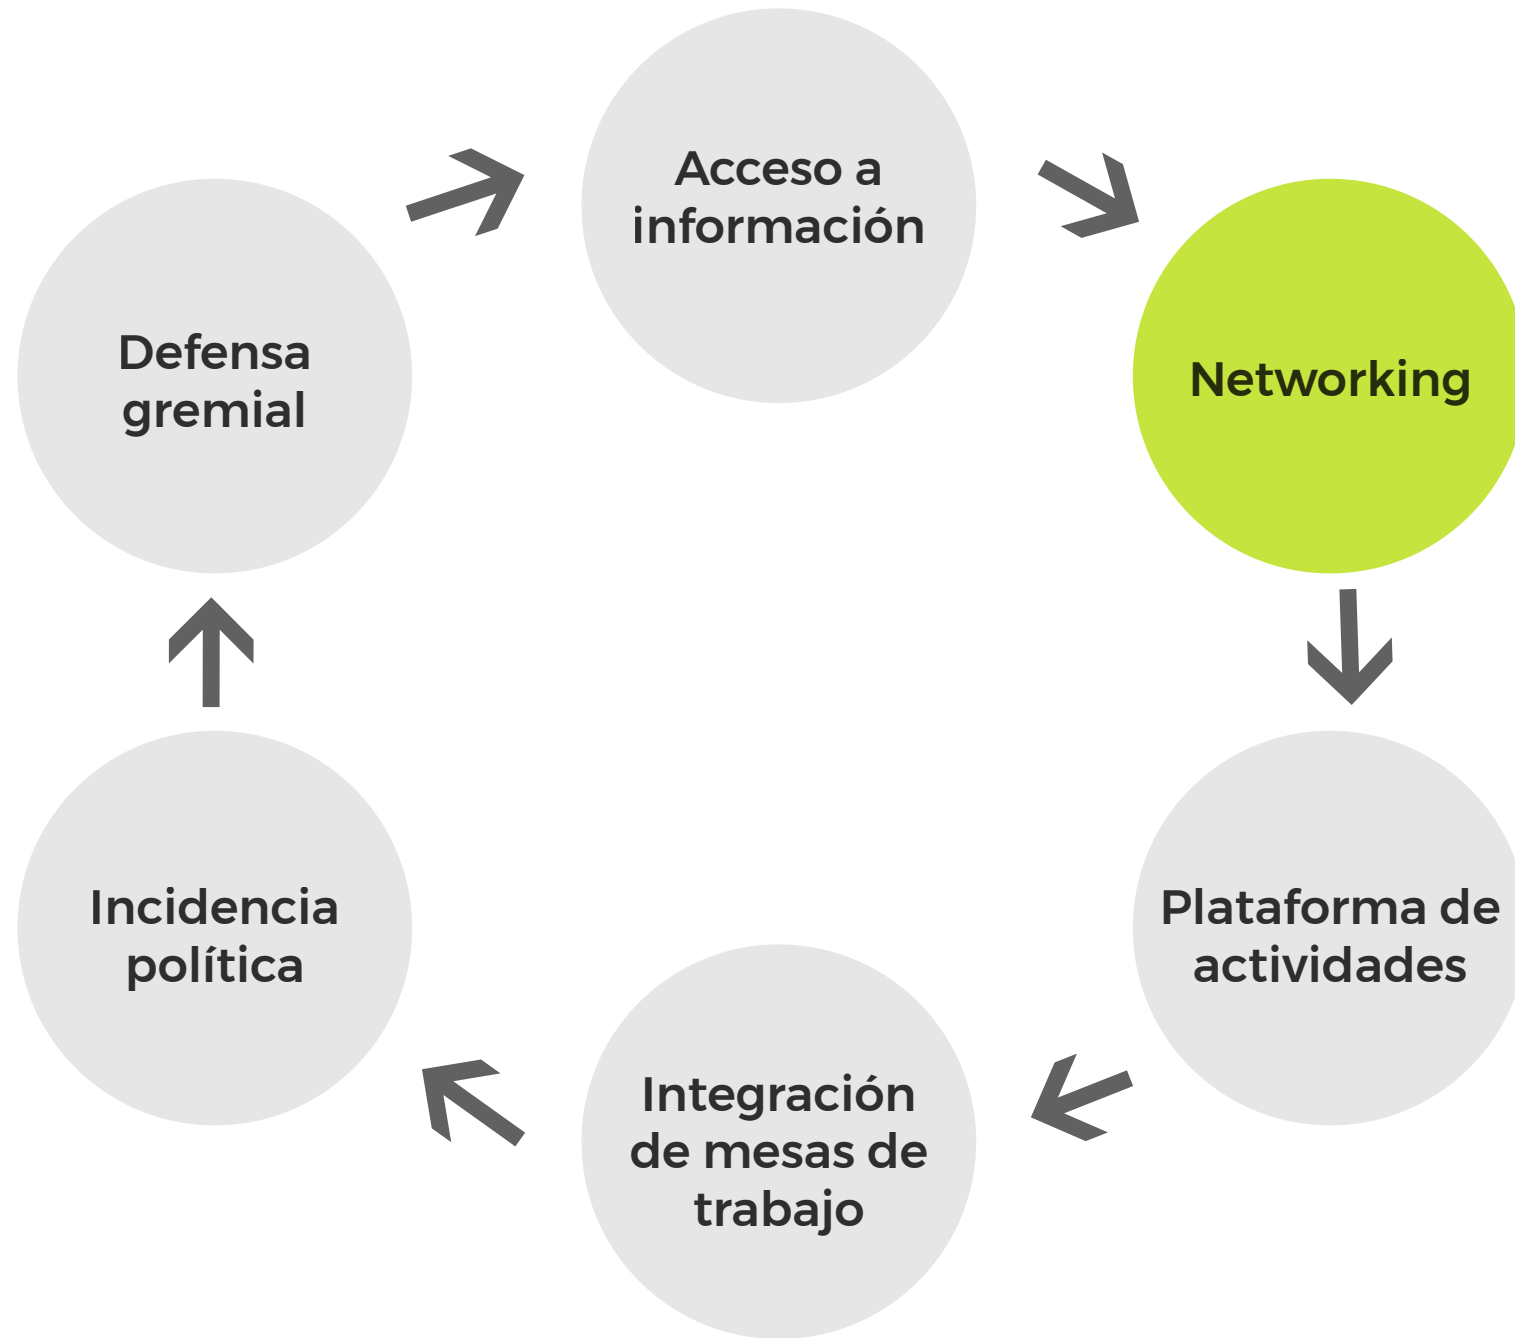 Acceso a
información
Networking
Plataforma de
actividades
Integración
de mesas de
trabajo
Incidencia
política
Defensa
gremial